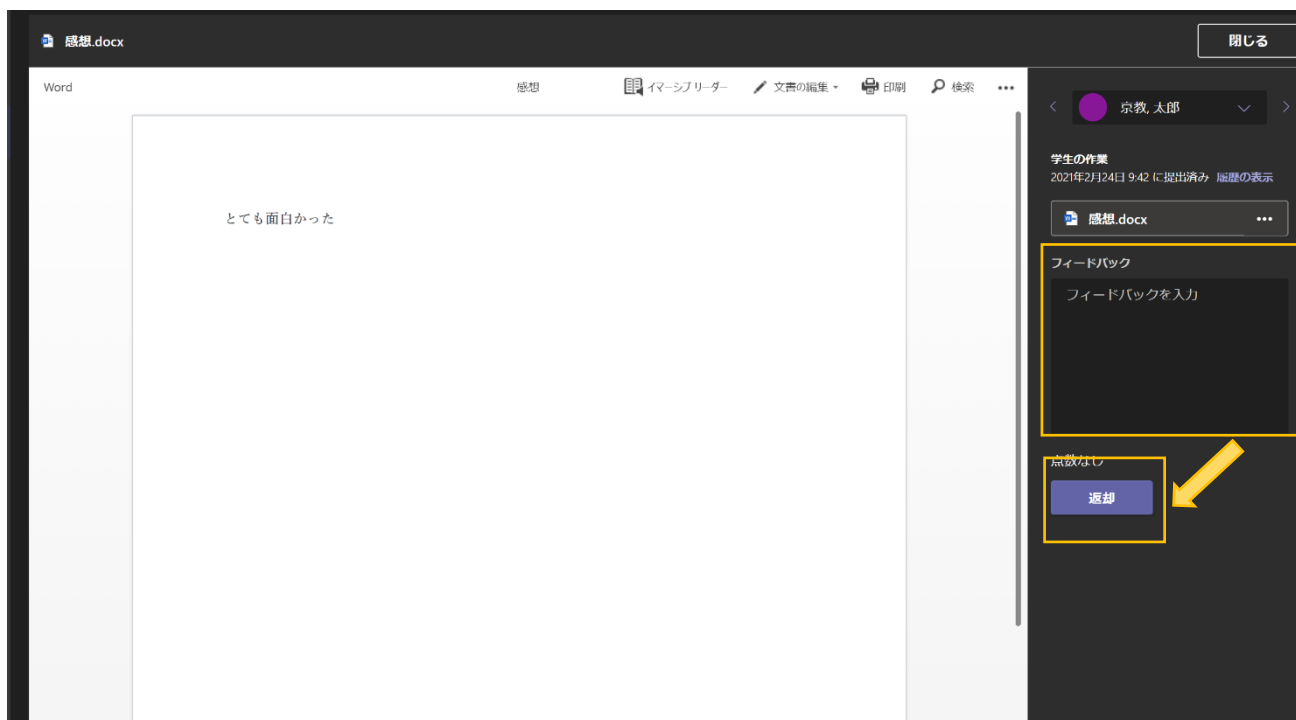 感想.docx
閉じる
Word
感想
イマーシブ リーダー
文書の編集
印刷
検索
京教, 太郎
とても面白かった
学生の作業
2021年2月24日 9:42 に提出済み 履歴の表示
感想.docx
フィードバック
フィードバックを入力
点数なし
返却